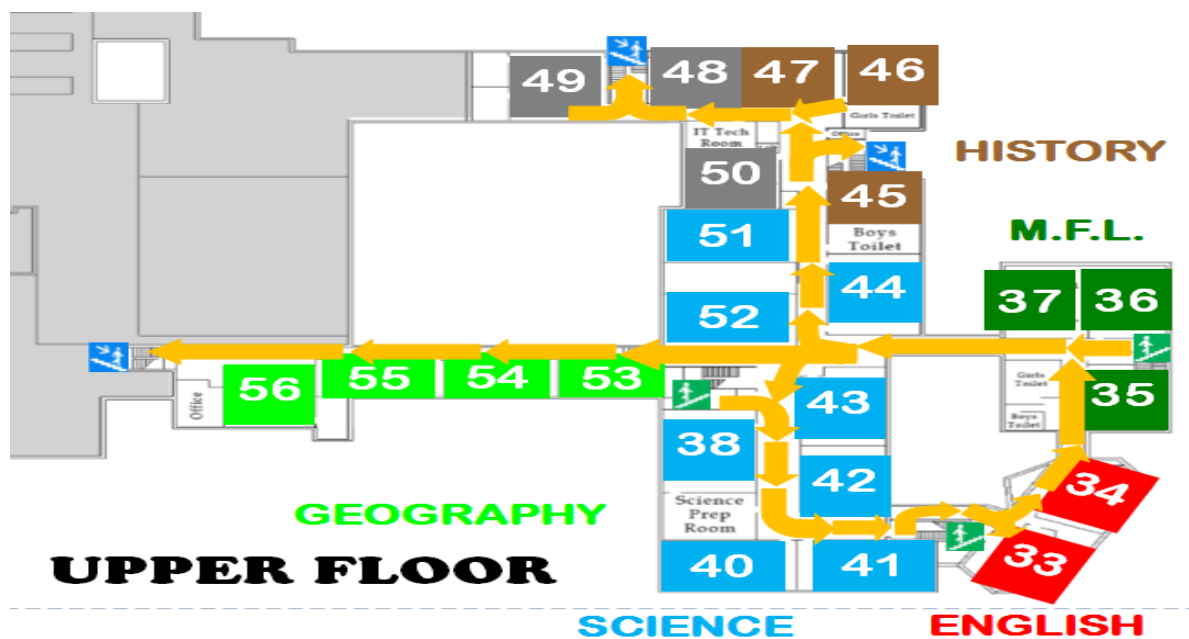 49
48
47
46
Girls Toilet
IT Tech
Room
Office
HISTORY
50
45
51
Boys
Toilet
M.F.L.
44
37
36
52
56
55
54
53
Office
43
Girls
Toilet
35
Boys
Toilet
38
42
34
Science
Prep
Room
GEOGRAPHY
UPPER FLOOR
40
41
33
SCIENCE
ENGLISH